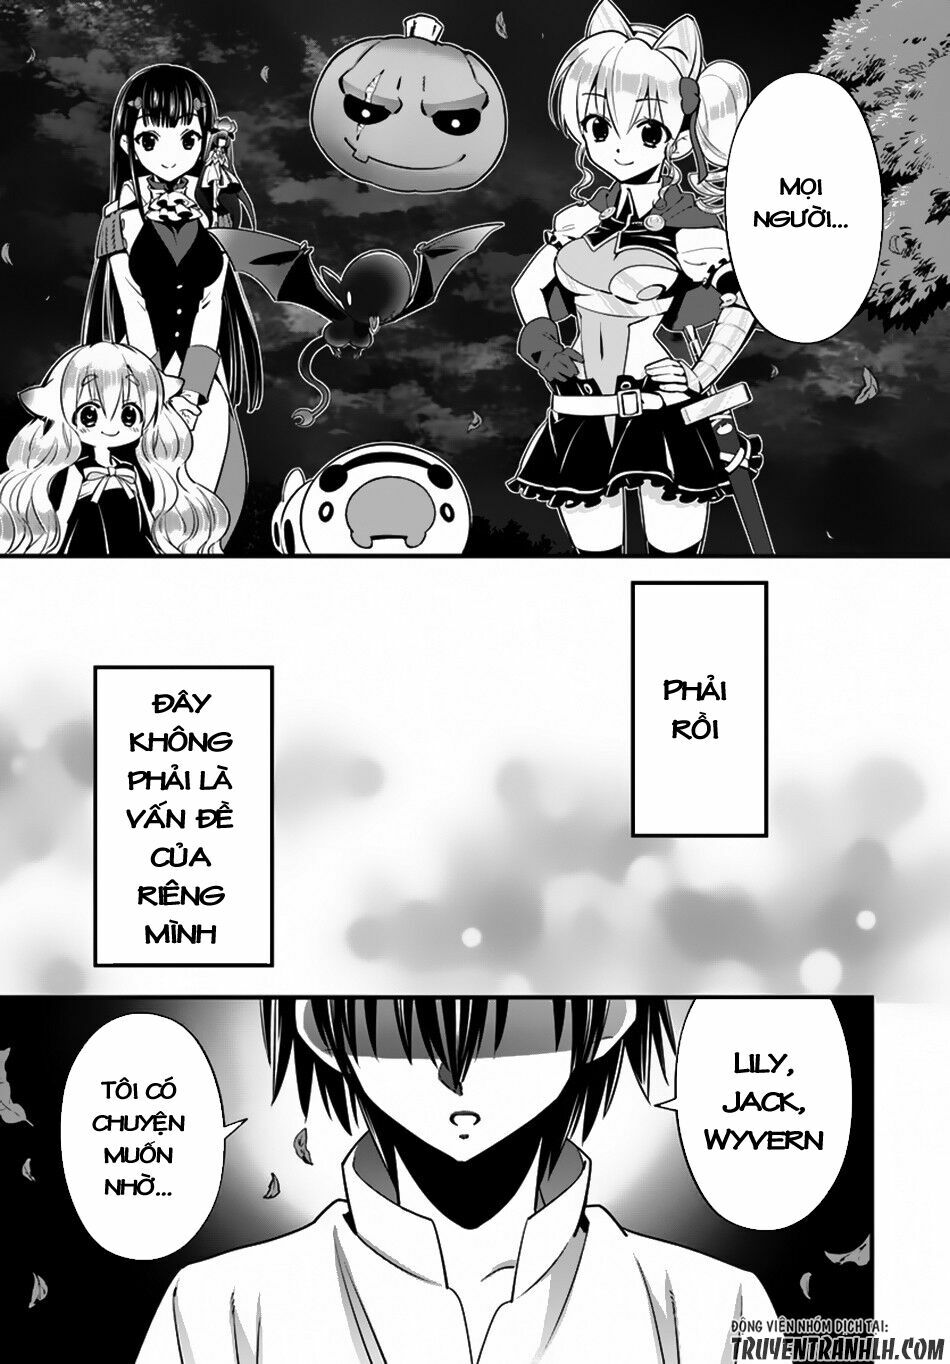 MỌI
NGƯỜI...
PHẢI
RỒI
ĐÂY
KHÔNG
PHẢI LÀ
VẤN ĐỀ
CỦA
RIÊNG
MÌNH
LILY,
JACK,
WYVERN
TÔI CÓ
CHUYỆN
MUỐN
NHỜ...
ĐỘNG VIÊN NHÓM DỊCH TẠI:
TRUYENTRANHLH.COM